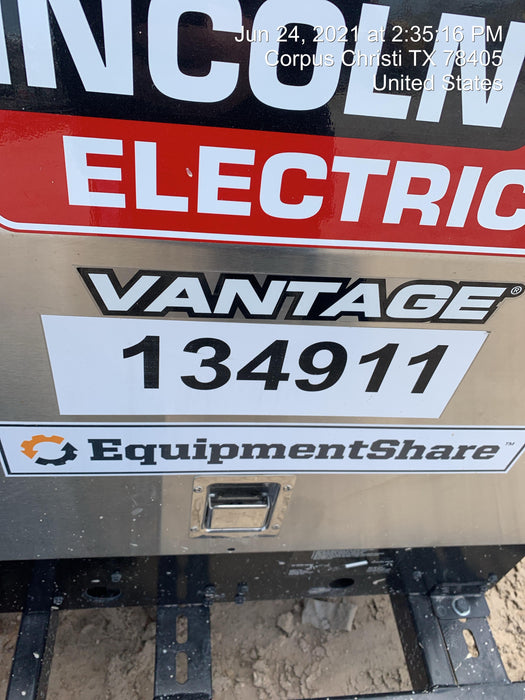 Jun 24, 2021 at 2:35:16 PM
Corpus Christi TX 78405
United States
INCOLN
ELECTRIC
VANTAGE®
134911
EquipmentShare™